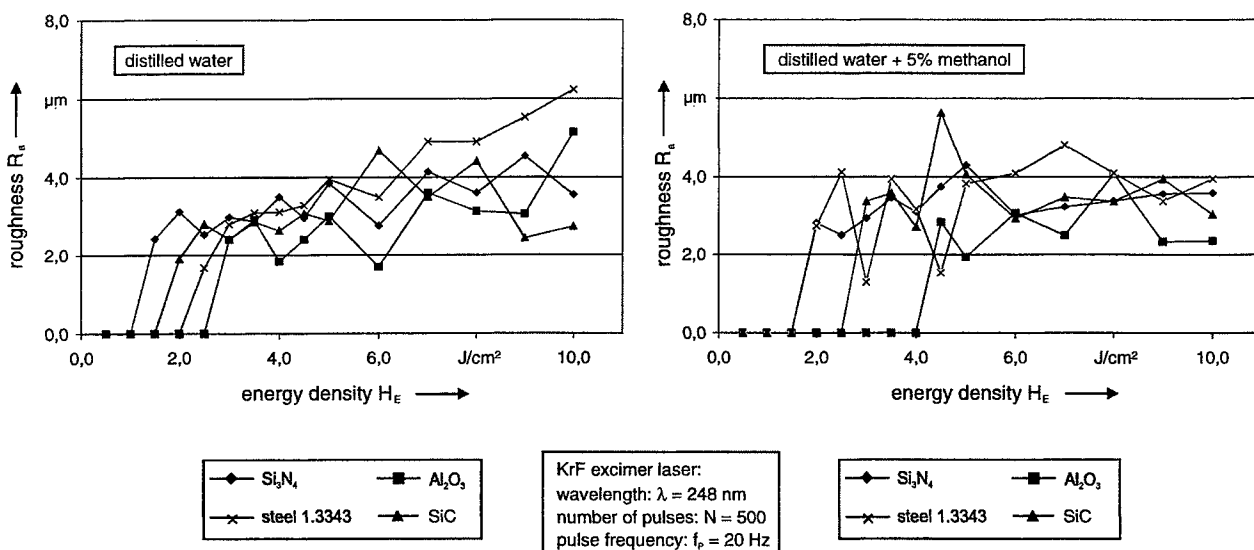 8,0
distilled water
µm
roughness Rₐ
4,0
2,0
0,0
0,0 2,0 4,0 6,0 J/cm² 10,0
energy density H_E
8,0
distilled water + 5% methanol
µm
roughness Rₐ
4,0
2,0
0,0
0,0 2,0 4,0 6,0 J/cm² 10,0
energy density H_E
Si₃N₄ Al₂O₃
steel 1.3343 SiC
KrF excimer laser:
wavelength: λ = 248 nm
number of pulses: N = 500
pulse frequency: fₚ = 20 Hz
Si₃N₄ Al₂O₃
steel 1.3343 SiC